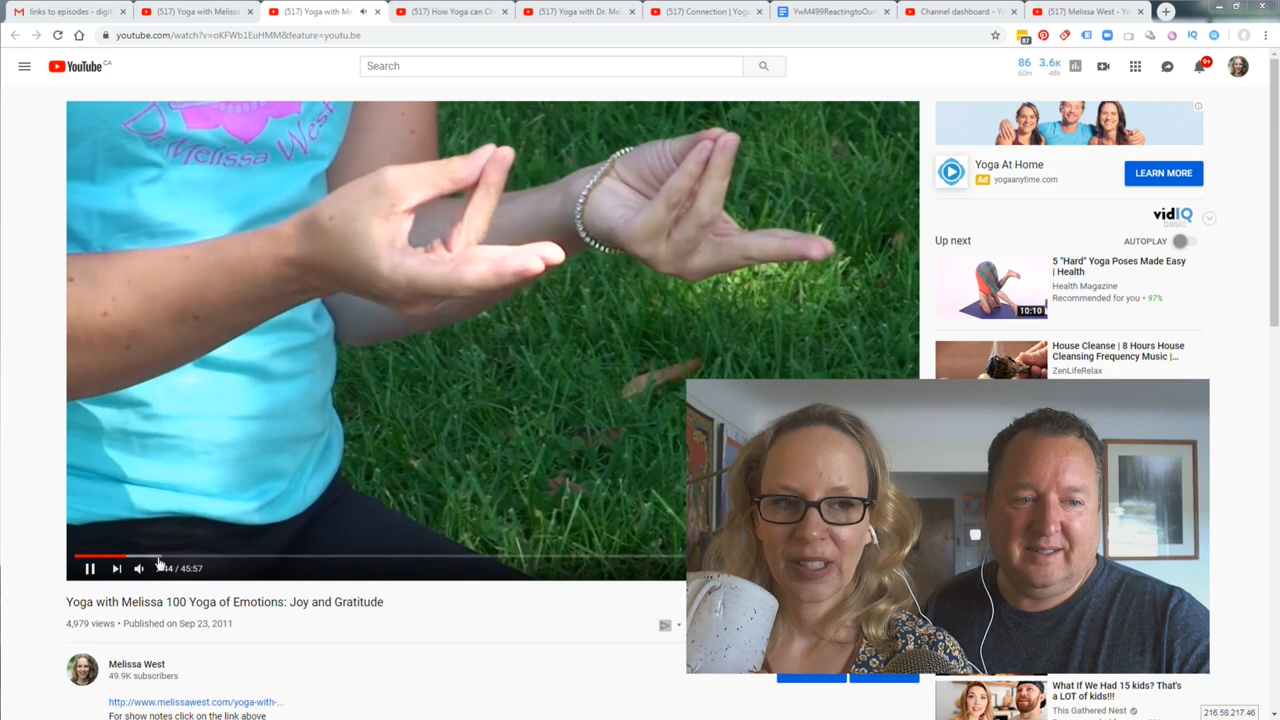 links to episodes - digit
(517) Yoga with Melissa
(517) Yoga with Me
(517) How Yoga can Ch
(517) Yoga with Dr. Mel
(517) Connection | Yoga
YwM499ReactingtoOurF
Channel dashboard - Yo
(517) Melissa West - Yo
youtube.com/watch?v=oKFWb1EuHMM&feature=youtu.be
87
YouTube CA
Search
86
60m
3.6K
48h
9+
Dr. Melissa West
Yoga At Home
Ad yogaanytime.com
LEARN MORE
vidIQ
basic
Up next
AUTOPLAY
5 "Hard" Yoga Poses Made Easy
| Health
Health Magazine
Recommended for you • 97%
10:10
House Cleanse | 8 Hours House
Cleansing Frequency Music |...
ZenLifeRelax
44 / 45:57
Yoga with Melissa 100 Yoga of Emotions: Joy and Gratitude
4,979 views • Published on Sep 23, 2011
Melissa West
49.9K subscribers
http://www.melissawest.com/yoga-with-...
For show notes click on the link above
What If We Had 15 kids? That's
a LOT of kids!!!
This Gathered Nest
216.58.217.46